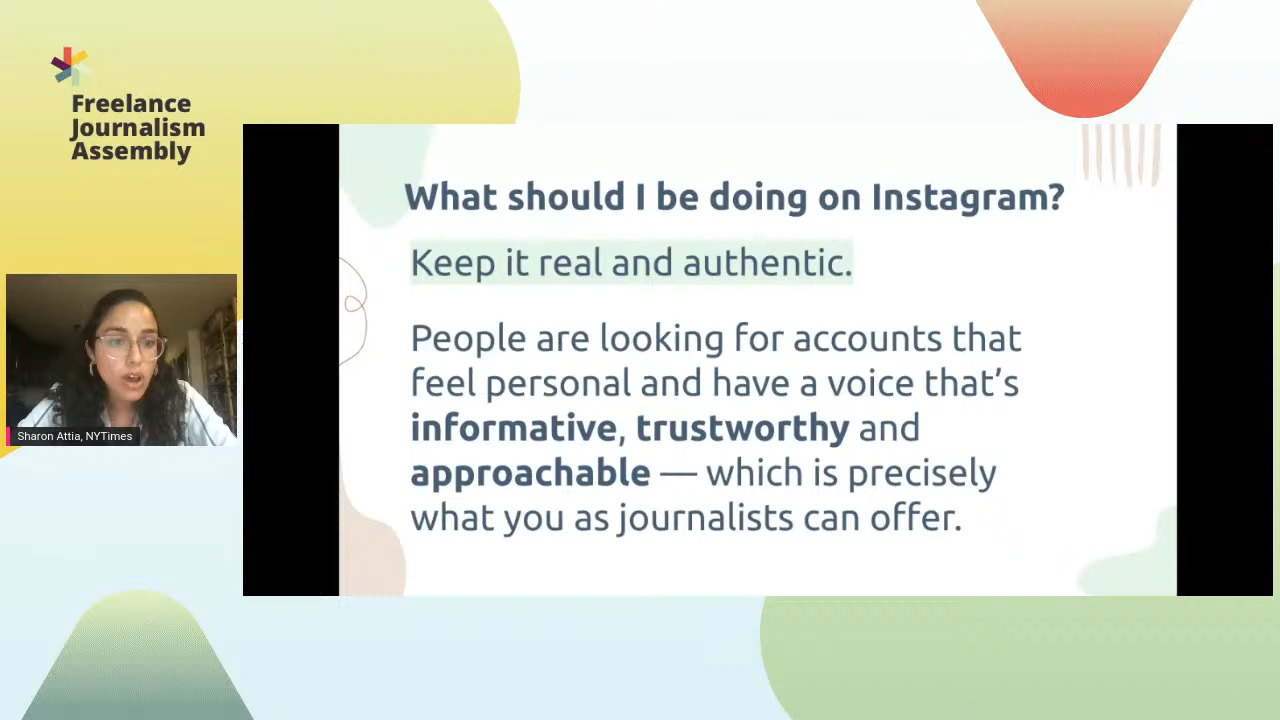 Freelance
Journalism
Assembly
What should I be doing on Instagram?
Keep it real and authentic.
People are looking for accounts that
feel personal and have a voice that’s
informative, trustworthy and
approachable — which is precisely
what you as journalists can offer.
Sharon Attia, NYTimes